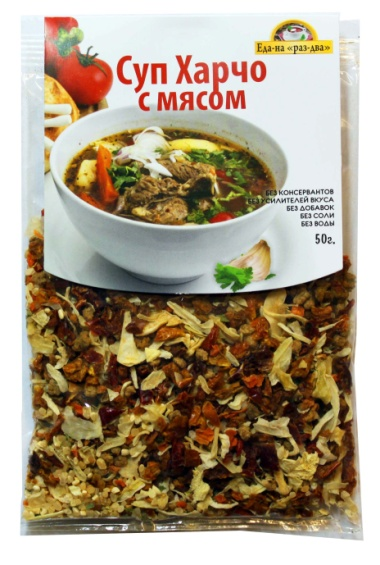 Еда-на «раз-два»
Суп Харчо
с мясом
БЕЗ КОНСЕРВАНТОВ
БЕЗ УСИЛИТЕЛЕЙ ВКУСА
БЕЗ ДОБАВОК
БЕЗ СОЛИ
БЕЗ ВОДЫ
50г.